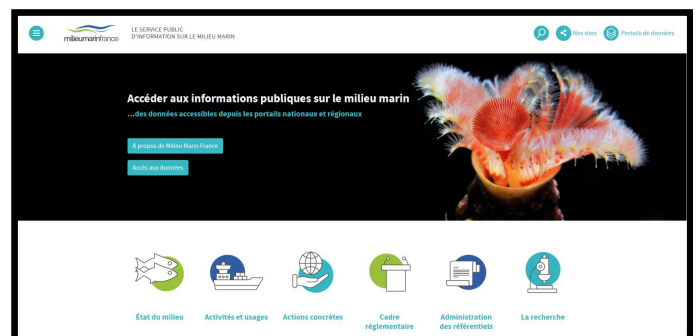 milieumarinfrance
LE SERVICE PUBLIC
D'INFORMATION SUR LE MILIEU MARIN
Nos sites
Portails de données
Accéder aux informations publiques sur le milieu marin
...des données accessibles depuis les portails nationaux et régionaux
À propos de Milieu Marin France
Accès aux données
État du milieu
Activités et usages
Actions concrètes
Cadre
réglementaire
Administration
des référentiels
La recherche